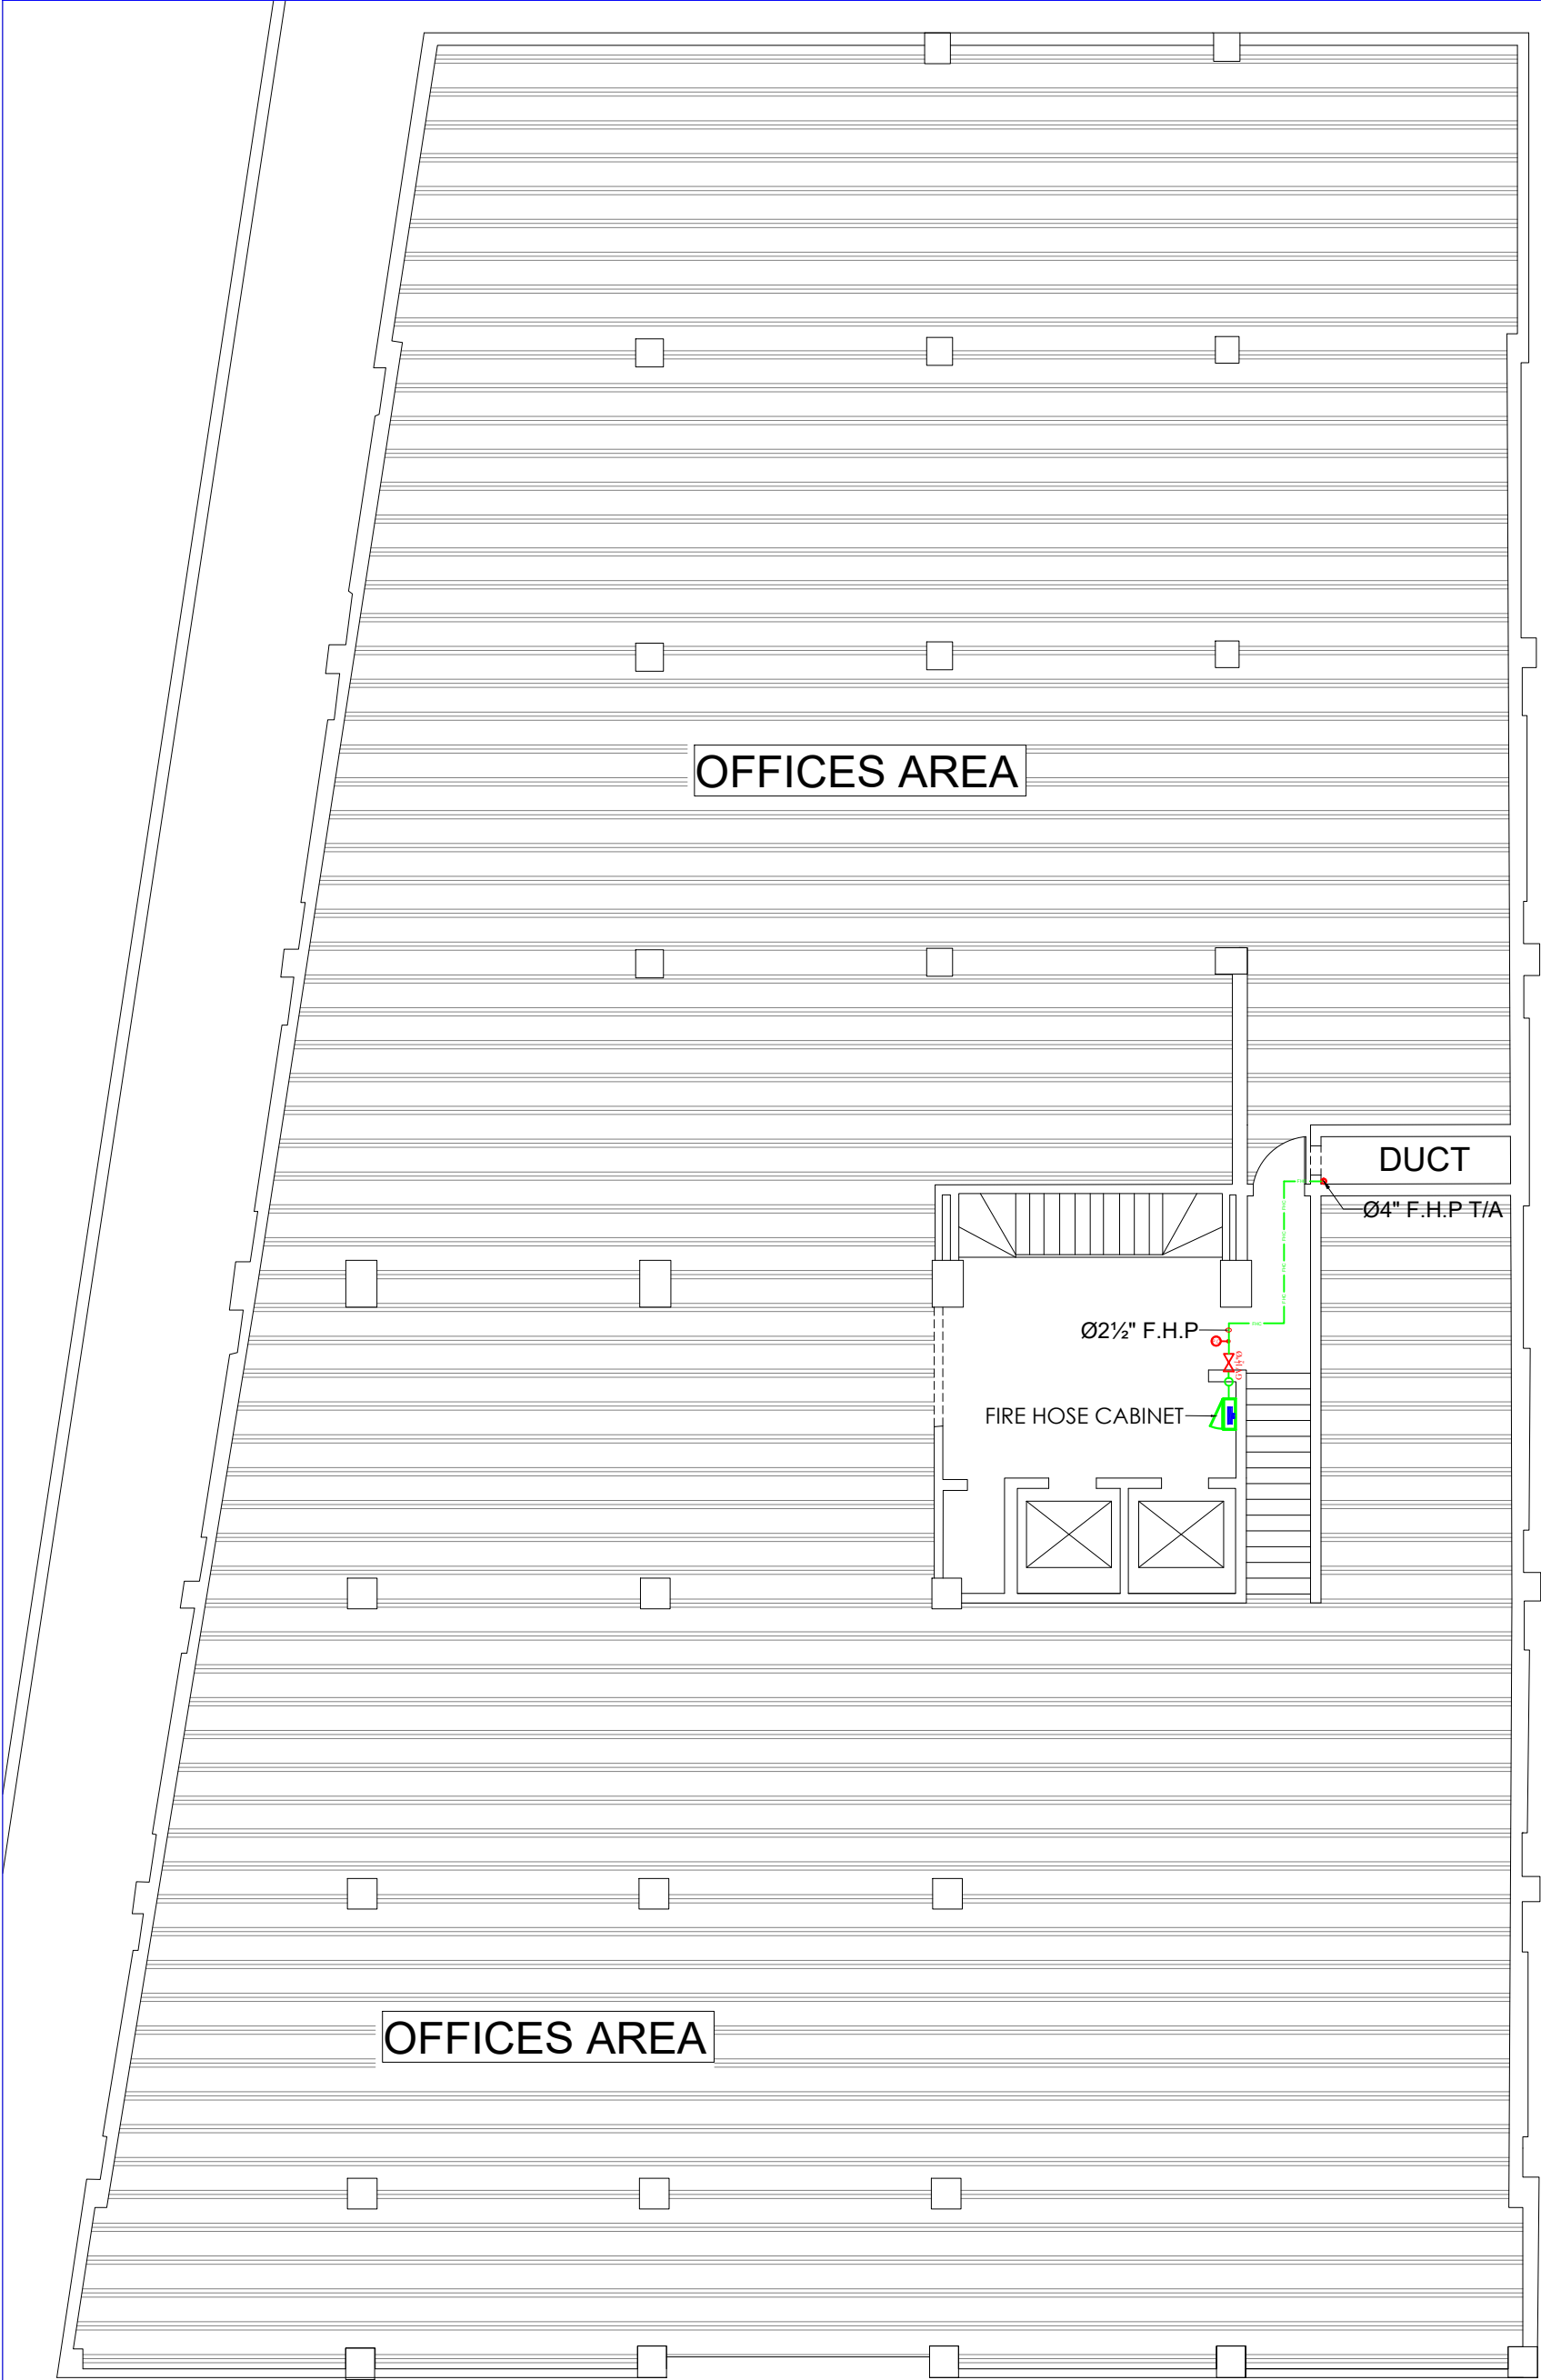 OFFICES AREA
DUCT
Ø4" F.H.P T/A
Ø2½" F.H.P
FIRE HOSE CABINET
OFFICES AREA